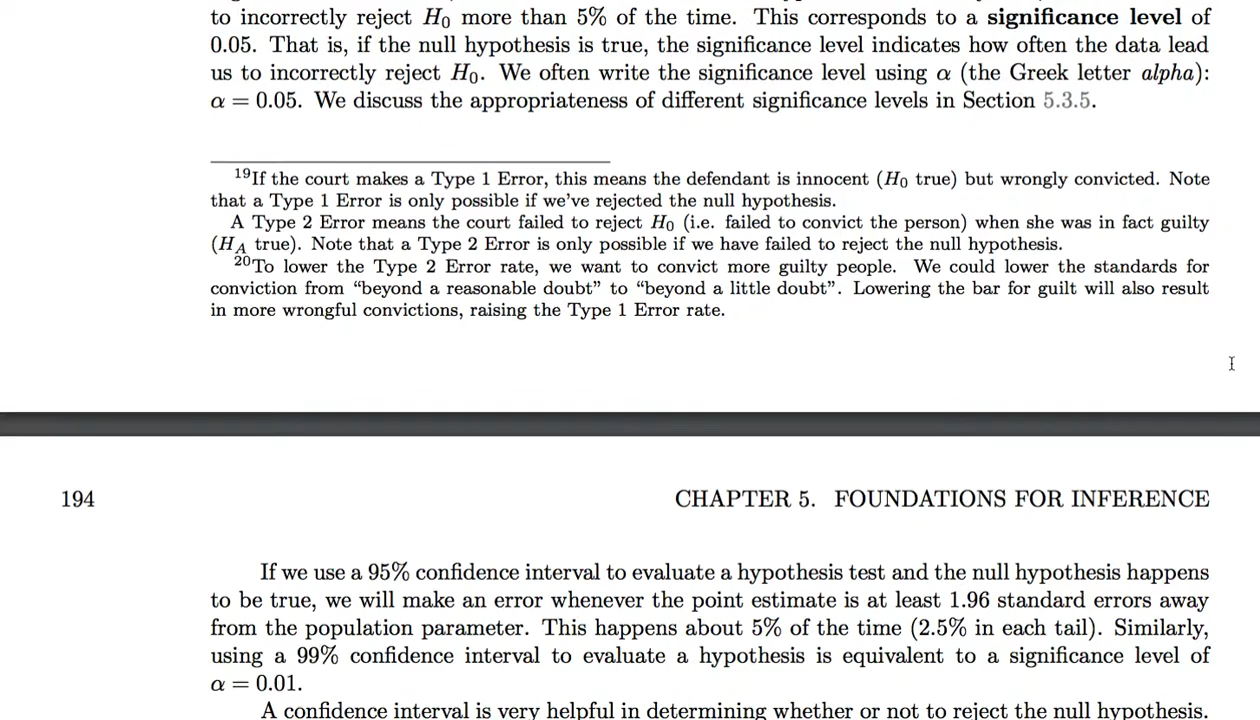 to incorrectly reject H0 more than 5% of the time. This corresponds to a significance level of
0.05. That is, if the null hypothesis is true, the significance level indicates how often the data lead
us to incorrectly reject H0. We often write the significance level using α (the Greek letter alpha):
α = 0.05. We discuss the appropriateness of different significance levels in Section 5.3.5.
19If the court makes a Type 1 Error, this means the defendant is innocent (H0 true) but wrongly convicted. Note
that a Type 1 Error is only possible if we've rejected the null hypothesis.
A Type 2 Error means the court failed to reject H0 (i.e. failed to convict the person) when she was in fact guilty
(HA true). Note that a Type 2 Error is only possible if we have failed to reject the null hypothesis.
20To lower the Type 2 Error rate, we want to convict more guilty people. We could lower the standards for
conviction from “beyond a reasonable doubt” to “beyond a little doubt”. Lowering the bar for guilt will also result
in more wrongful convictions, raising the Type 1 Error rate.
194 CHAPTER 5. FOUNDATIONS FOR INFERENCE
If we use a 95% confidence interval to evaluate a hypothesis test and the null hypothesis happens
to be true, we will make an error whenever the point estimate is at least 1.96 standard errors away
from the population parameter. This happens about 5% of the time (2.5% in each tail). Similarly,
using a 99% confidence interval to evaluate a hypothesis is equivalent to a significance level of
α = 0.01.
A confidence interval is very helpful in determining whether or not to reject the null hypothesis.